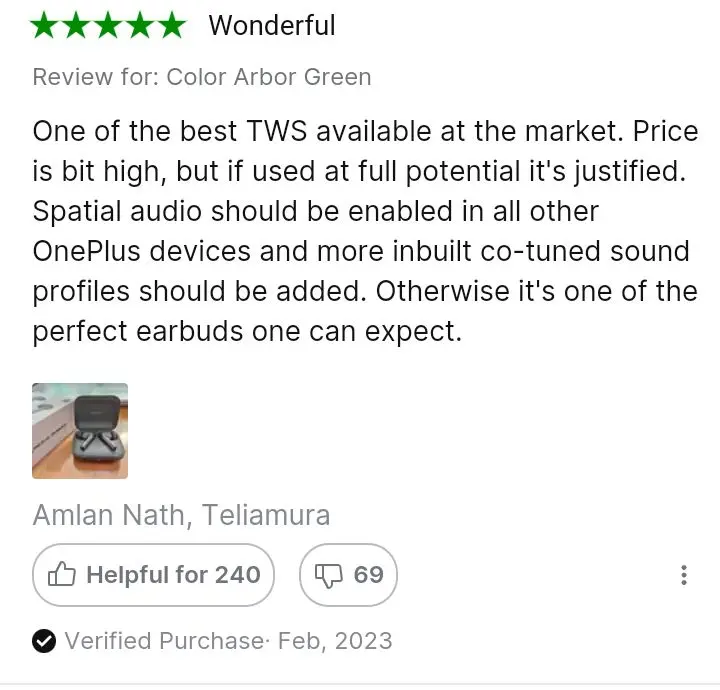 Wonderful
Review for: Color Arbor Green
One of the best TWS available at the market. Price
is bit high, but if used at full potential it's justified.
Spatial audio should be enabled in all other
OnePlus devices and more inbuilt co-tuned sound
profiles should be added. Otherwise it's one of the
perfect earbuds one can expect.
Amlan Nath, Teliamura
Helpful for 240
69
Verified Purchase· Feb, 2023